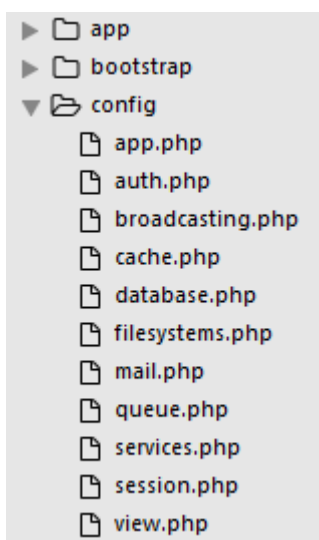 app
bootstrap
config
app.php
auth.php
broadcasting.php
cache.php
database.php
filesystems.php
mail.php
queue.php
services.php
session.php
view.php